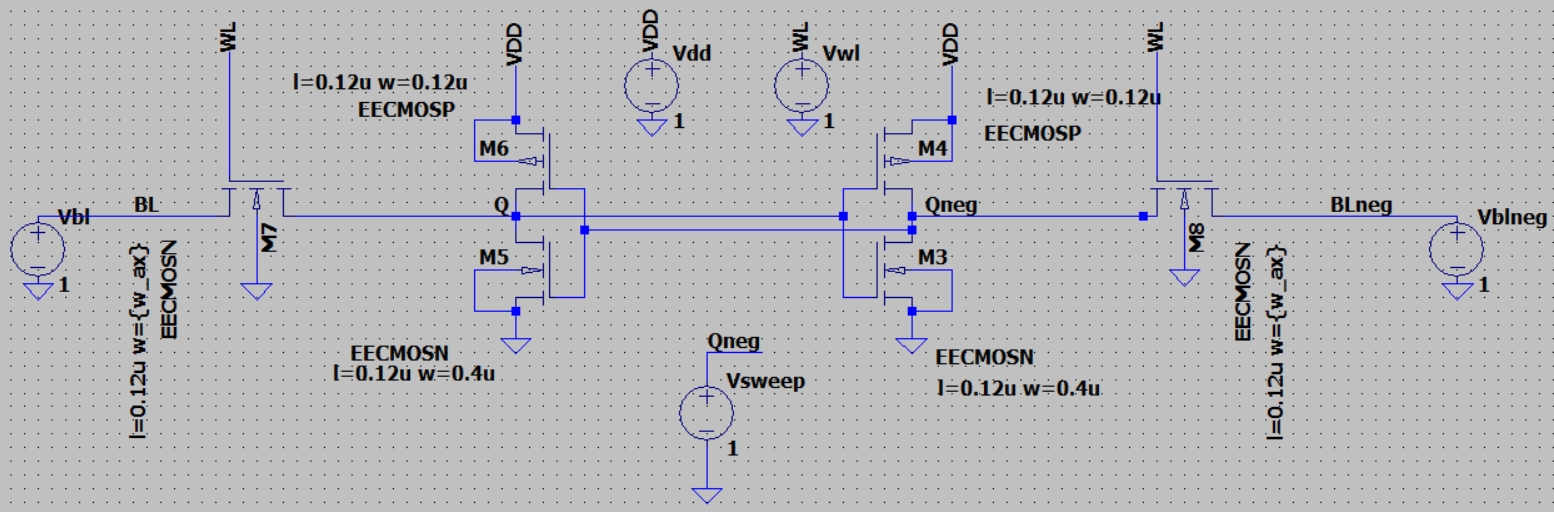 WL
VDD
VDD
Vdd
WL
Vwl
VDD
WL
l=0.12u w=0.12u
EECMOSP
1
1
l=0.12u w=0.12u
EECMOSP
M6
M4
BL
Q
Qneg
BLneg
Vbl
M7
M8
Vblneg
M5
M3
1
l=0.12u w={w_ax}
EECMOSN
EECMOSN
l=0.12u w={w_ax}
1
EECMOSN
l=0.12u w=0.4u
Qneg
EECMOSN
l=0.12u w=0.4u
Vsweep
1